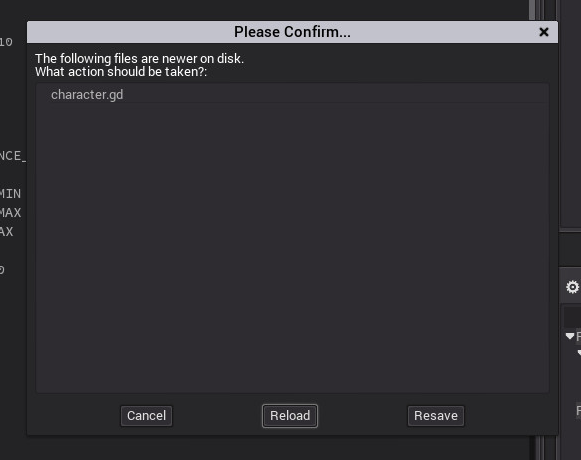 Please Confirm...
10
The following files are newer on disk.
What action should be taken?:
character.gd
NCE_
MIN
MAX
AX
0
F
F
Cancel
Reload
Resave